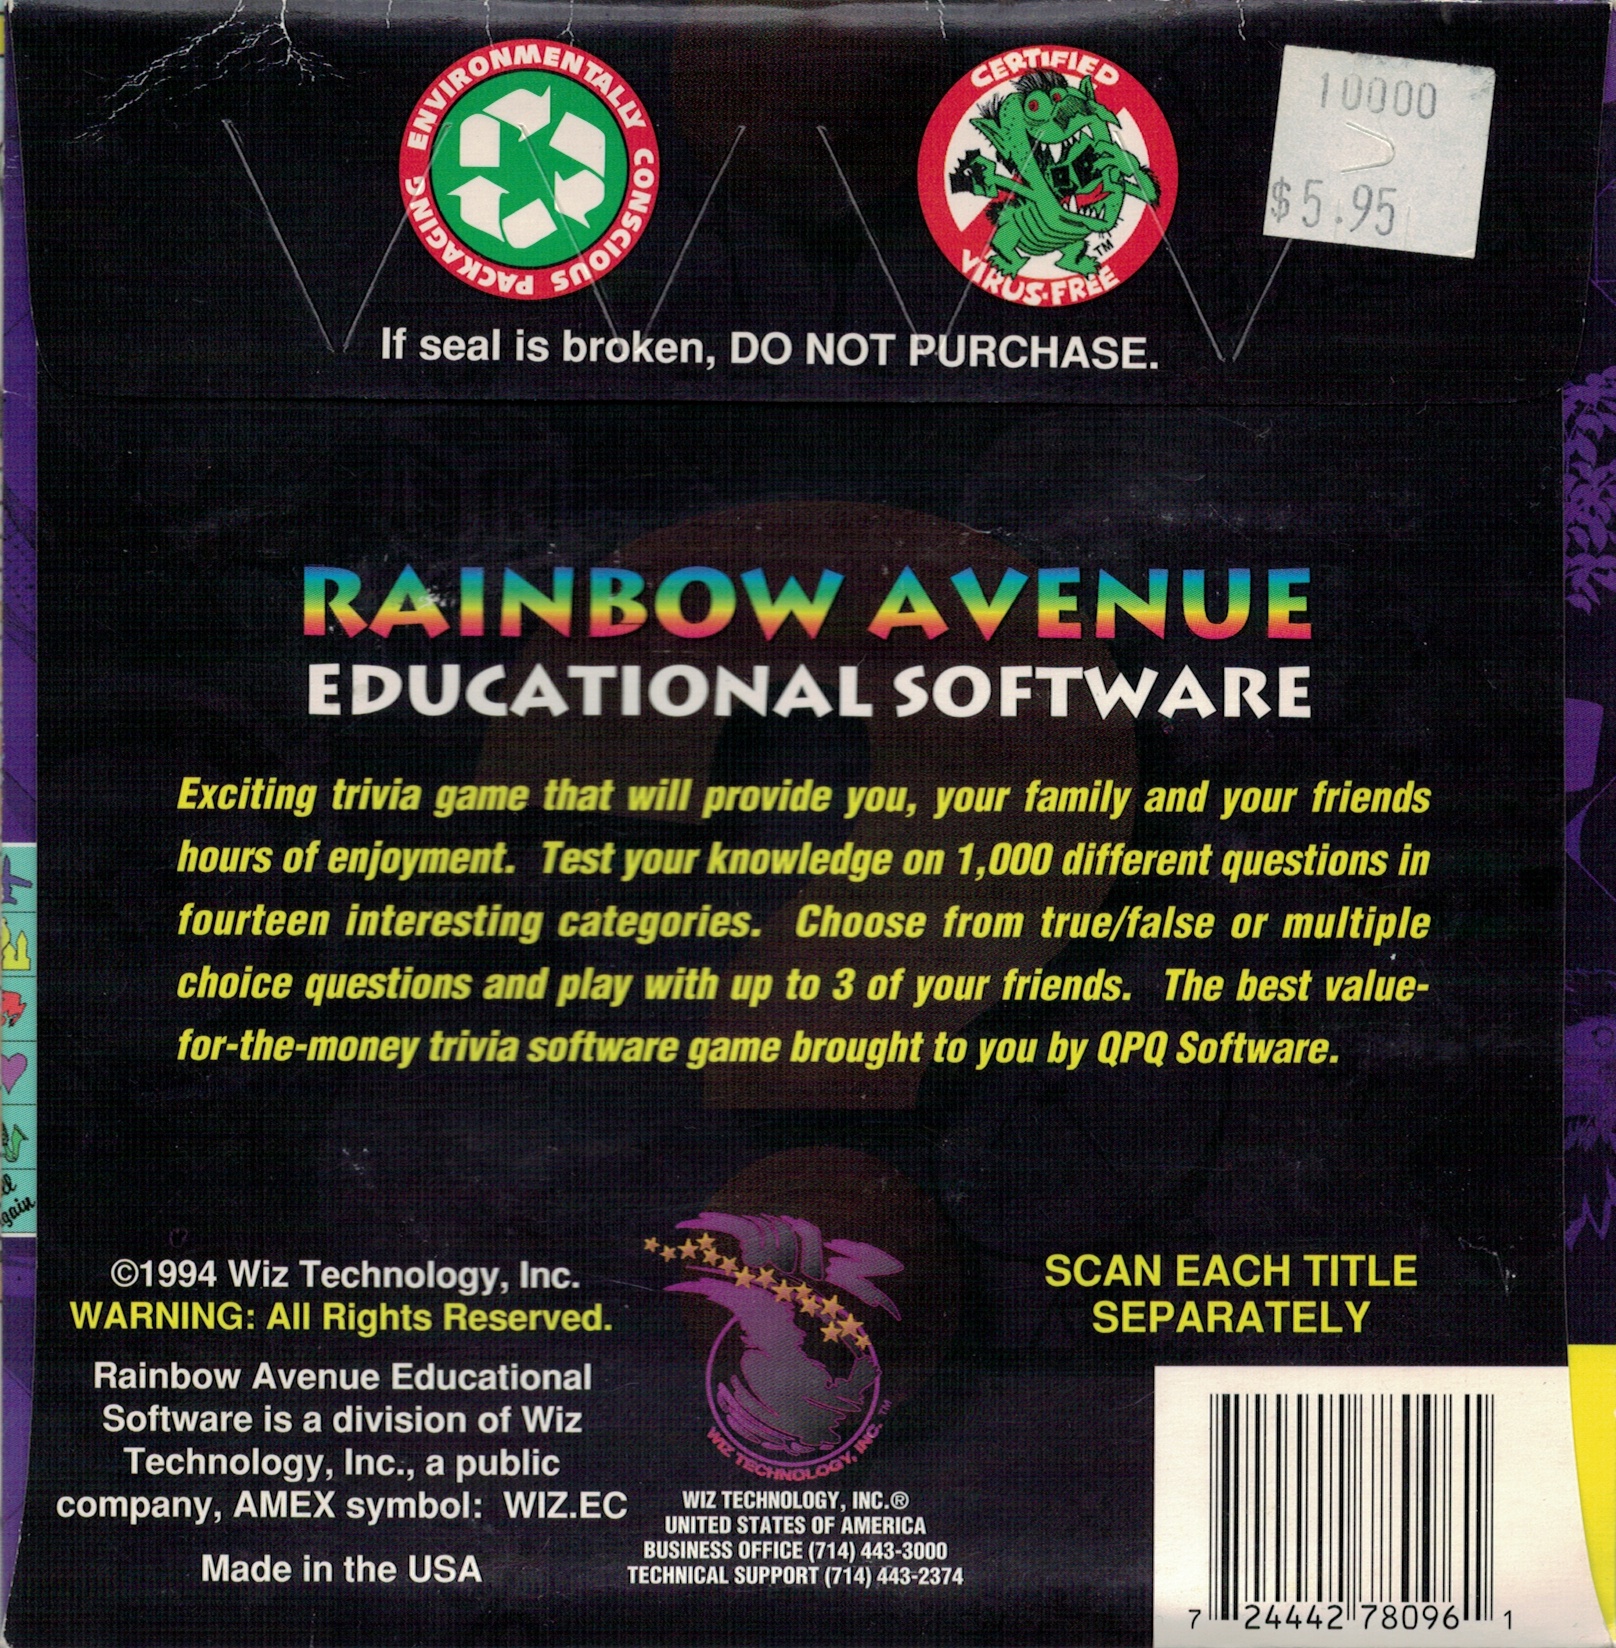 ENVIRONMENTALLY CONSCIOUS PACKAGING
CERTIFIED
VIRUS-FREE
TM
10000
$5.95
If seal is broken, DO NOT PURCHASE.
RAINBOW AVENUE
EDUCATIONAL SOFTWARE
Exciting trivia game that will provide you, your family and your friends
hours of enjoyment. Test your knowledge on 1,000 different questions in
fourteen interesting categories. Choose from true/false or multiple
choice questions and play with up to 3 of your friends. The best value-
for-the-money trivia software game brought to you by QPQ Software.
©1994 Wiz Technology, Inc.
WARNING: All Rights Reserved.
Rainbow Avenue Educational
Software is a division of Wiz
Technology, Inc., a public
company, AMEX symbol: WIZ.EC
Made in the USA
WIZ
WIZ TECHNOLOGY, INC. TM
WIZ TECHNOLOGY, INC.®
UNITED STATES OF AMERICA
BUSINESS OFFICE (714) 443-3000
TECHNICAL SUPPORT (714) 443-2374
SCAN EACH TITLE
SEPARATELY
7 24442 78096 1